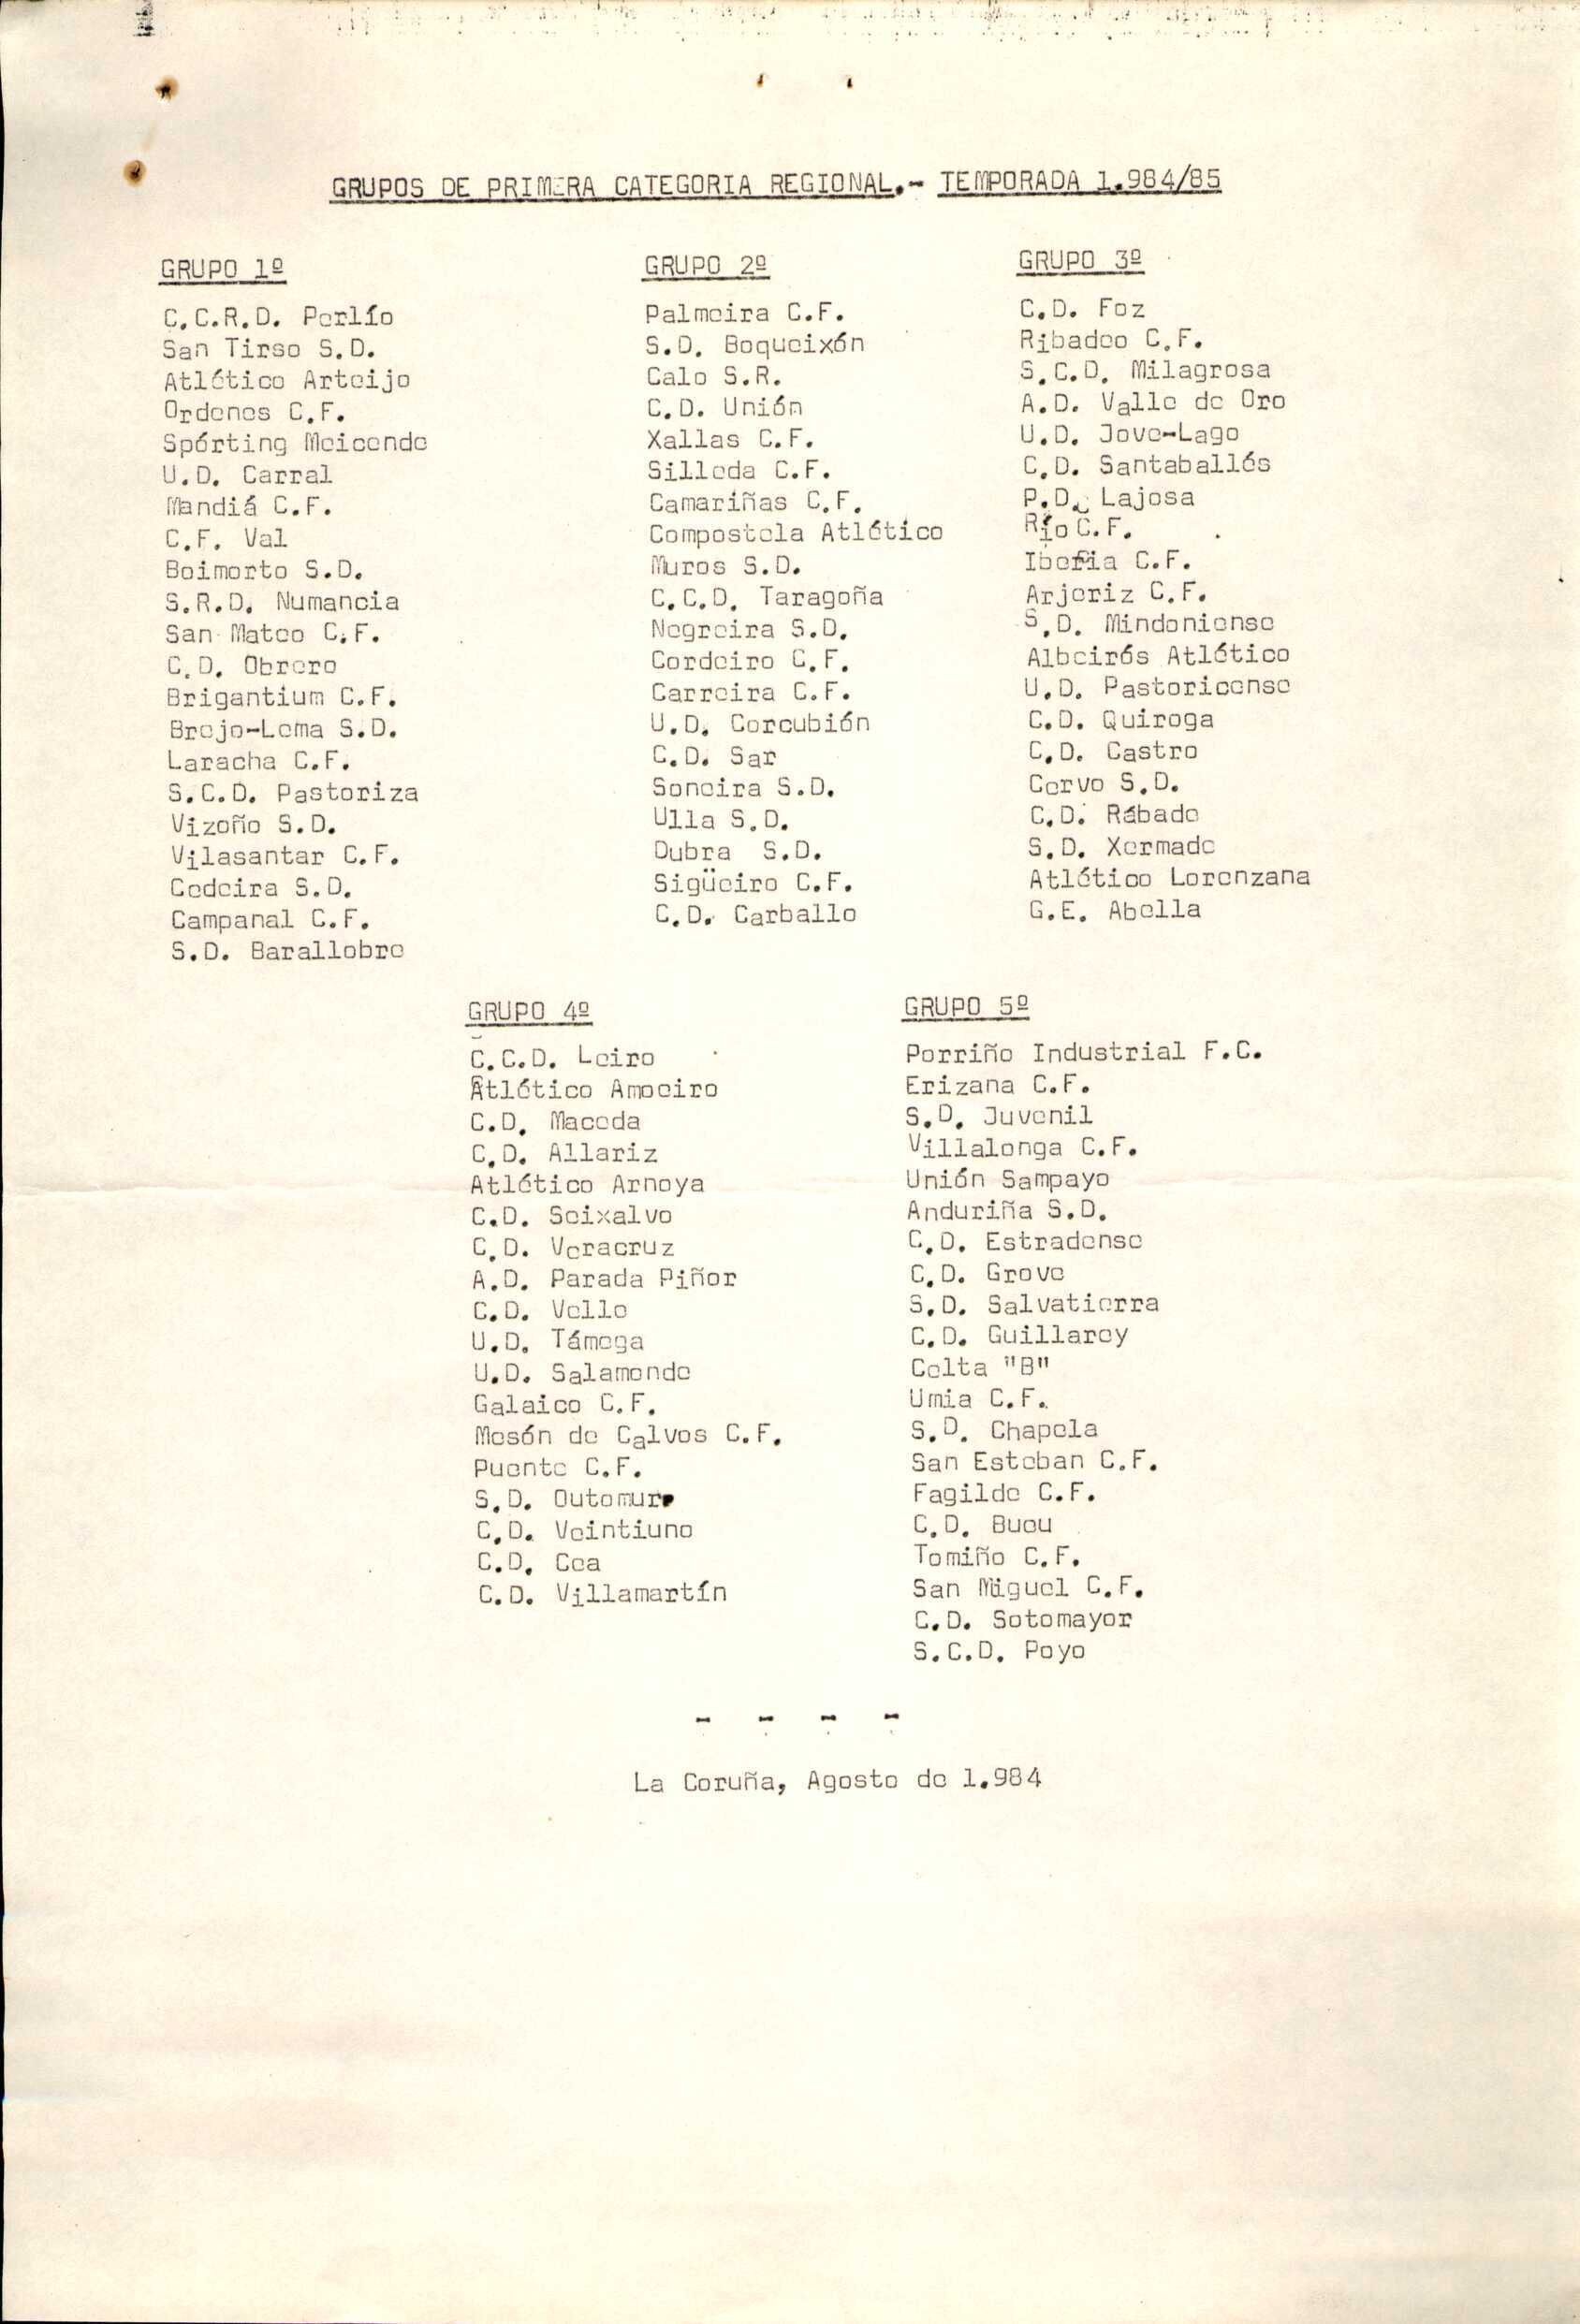 GRUPOS DE PRIMERA CATEGORIA REGIONAL.- TEMPORADA 1.984/85
GRUPO 1º
C.C.R.D. Perlío
San Tirso S.D.
Atlético Arteijo
Ordenes C.F.
Spórting Meicende
U.D. Carral
Mandiá C.F.
C.F. Val
Boimorto S.D.
S.R.D. Numancia
San Mateo C.F.
C.D. Obrero
Brigantium C.F.
Brejo-Lema S.D.
Laracha C.F.
S.C.D. Pastoriza
Vizoño S.D.
Vilasantar C.F.
Cedeira S.D.
Campanal C.F.
S.D. Barallobre
GRUPO 2º
Palmeira C.F.
S.D. Boqueixón
Calo S.R.
C.D. Unión
Xallas C.F.
Silleda C.F.
Camariñas C.F.
Compostela Atlético
Muros S.D.
C.C.D. Taragoña
Negreira S.D.
Cordeiro C.F.
Carreira C.F.
U.D. Corcubión
C.D. Sar
Soneira S.D.
Ulla S.D.
Dubra S.D.
Sigüeiro C.F.
C.D. Carballo
GRUPO 3º
C.D. Foz
Ribadeo C.F.
S.C.D. Milagrosa
A.D. Valle de Oro
U.D. Jove-Lago
C.D. Santaballés
P.D. Lajosa
Río C.F.
Iberia C.F.
Arjeriz C.F.
S.D. Mindoniense
Albeirós Atlético
U.D. Pastoricense
C.D. Quiroga
C.D. Castro
Cervo S.D.
C.D. Rábade
S.D. Xermade
Atlético Lorenzana
G.E. Abella
GRUPO 4º
C.C.D. Leiro
Atlético Amoeiro
C.D. Maceda
C.D. Allariz
Atlético Arnoya
C.D. Seixalvo
C.D. Veracruz
A.D. Parada Piñor
C.D. Velle
U.D. Támega
U.D. Salamonde
Galaico C.F.
Mesón de Calvos C.F.
Puente C.F.
S.D. Outomuro
C.D. Veintiuno
C.D. Cea
C.D. Villamartín
GRUPO 5º
Porriño Industrial F.C.
Erizana C.F.
S.D. Juvenil
Villalonga C.F.
Unión Sampayo
Anduriña S.D.
C.D. Estradense
C.D. Grove
S.D. Salvatierra
C.D. Guillarey
Celta "B"
Umia C.F.
S.D. Chapela
San Esteban C.F.
Fagilde C.F.
C.D. Bueu
Tomiño C.F.
San Miguel C.F.
C.D. Sotomayor
S.C.D. Poyo
- - - -
La Coruña, Agosto de 1.984